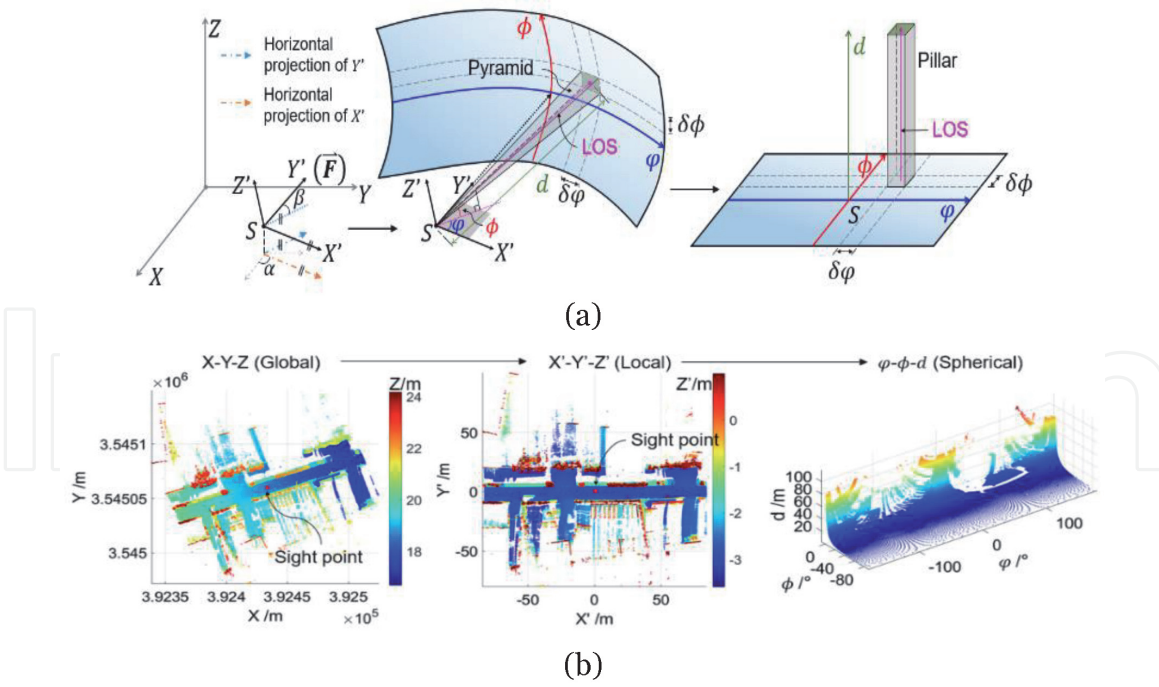 Z
Horizontal
projection of Y'
Horizontal
projection of X'
Z'
Y' (F⃗)
β
Y
S
X'
α
X
ϕ
Pyramid
LOS
δϕ
φ
Z'
Y'
d
δφ
S
φ
ϕ
X'
d
Pillar
LOS
ϕ
δϕ
S
φ
δφ
(a)
X-Y-Z (Global)
X'-Y'-Z' (Local)
φ-ϕ-d (Spherical)
× 10⁶
Z/m
24
22
20
18
3.5451
3.54505
3.545
Y /m
Sight point
3.9235
3.924
3.9245
3.925
X /m
×10⁵
Z'/m
0
-1
-2
-3
50
0
-50
Y' /m
Sight point
-50
0
50
X' /m
100
80
60
40
20
d /m
0
-40
-80
ϕ /°
-100
0
100
φ /°
(b)